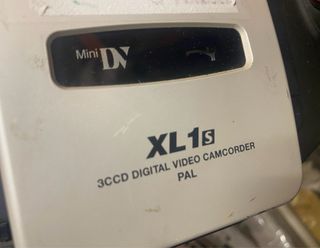 Mini DV
XL1s
3CCD DIGITAL VIDEO CAMCORDER
PAL